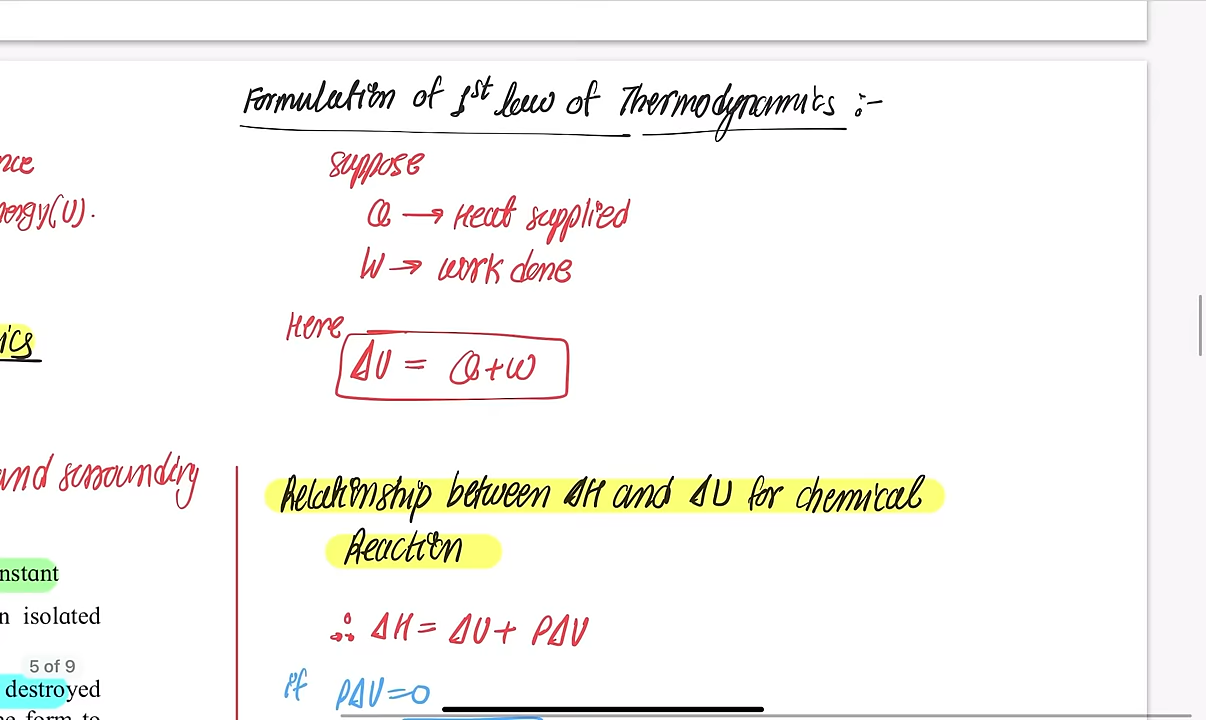 Formulation of 1st law of Thermodynamics :-
nce
nergy(U).
suppose
Q → Heat supplied
W → work done
Here
ΔU = Q+W
ics
and surrounding
Relationship between ΔH and ΔU for chemical
Reaction
nstant
n isolated
∴ ΔH = ΔU + PΔV
5 of 9
destroyed
if PΔV=0